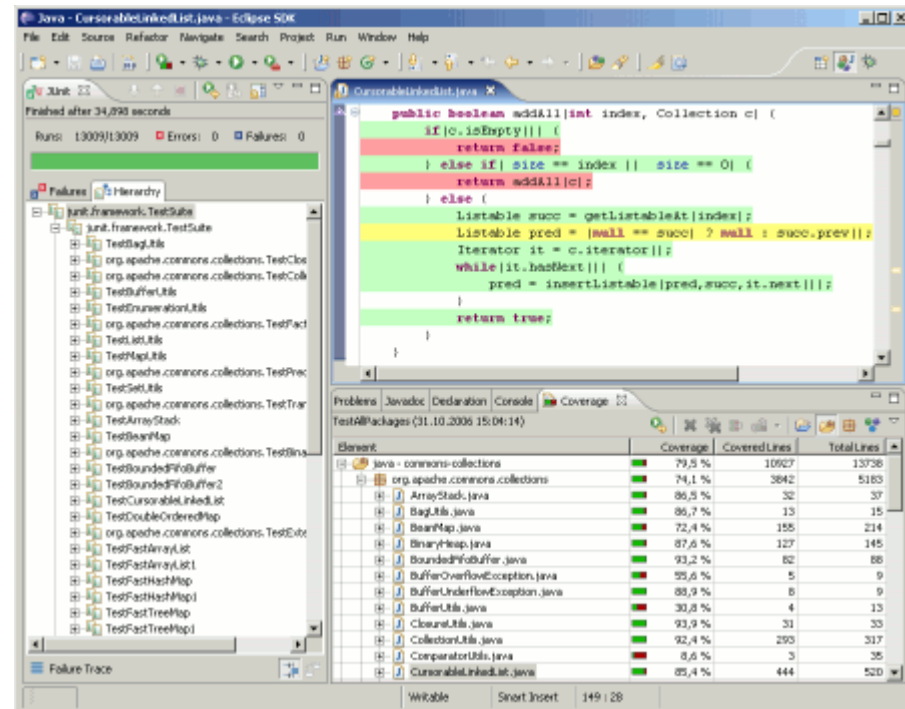 Java - CursorableLinkedList.java - Eclipse SDK
File Edit Source Refactor Navigate Search Project Run Window Help
JUnit
Finished after 34,898 seconds
Runs: 13009/13009 Errors: 0 Failures: 0
Failures Hierarchy
junit.framework.TestSuite
junit.framework.TestSuite
TestBagUtils
org.apache.commons.collections.TestClos
org.apache.commons.collections.TestColl
TestBufferUtils
TestEnumerationUtils
org.apache.commons.collections.TestFact
TestListUtils
TestMapUtils
org.apache.commons.collections.TestPrec
TestSetUtils
org.apache.commons.collections.TestTrar
TestArrayStack
TestBeanMap
org.apache.commons.collections.TestBina
TestBoundedFifoBuffer
TestBoundedFifoBuffer2
TestCursorableLinkedList
TestDoubleOrderedMap
org.apache.commons.collections.TestExte
TestFastArrayList
TestFastArrayList1
TestFastHashMap
TestFastHashMap1
TestFastTreeMap
TestFastTreeMap1
Failure Trace
CursorableLinkedList.java
public boolean addAll(int index, Collection c) {
if(c.isEmpty()) {
return false;
} else if(_size == index || _size == 0) {
return addAll(c);
} else {
Listable succ = getListableAt(index);
Listable pred = (null == succ) ? null : succ.prev();
Iterator it = c.iterator();
while(it.hasNext()) {
pred = insertListable(pred,succ,it.next());
}
return true;
}
}
Problems Javadoc Declaration Console Coverage
TestAllPackages (31.10.2006 15:04:14)
Element Coverage Covered Lines Total Lines
java - commons-collections 79,5 % 10927 13738
org.apache.commons.collections 74,1 % 3842 5183
ArrayStack.java 86,5 % 32 37
BagUtils.java 86,7 % 13 15
BeanMap.java 72,4 % 155 214
BinaryHeap.java 87,6 % 127 145
BoundedFifoBuffer.java 93,2 % 82 88
BufferOverflowException.java 55,6 % 5 9
BufferUnderflowException.java 88,9 % 8 9
BufferUtils.java 30,8 % 4 13
ClosureUtils.java 93,9 % 31 33
CollectionUtils.java 92,4 % 293 317
ComparatorUtils.java 8,6 % 3 35
CursorableLinkedList.java 85,4 % 444 520
Writable Smart Insert 149 : 28